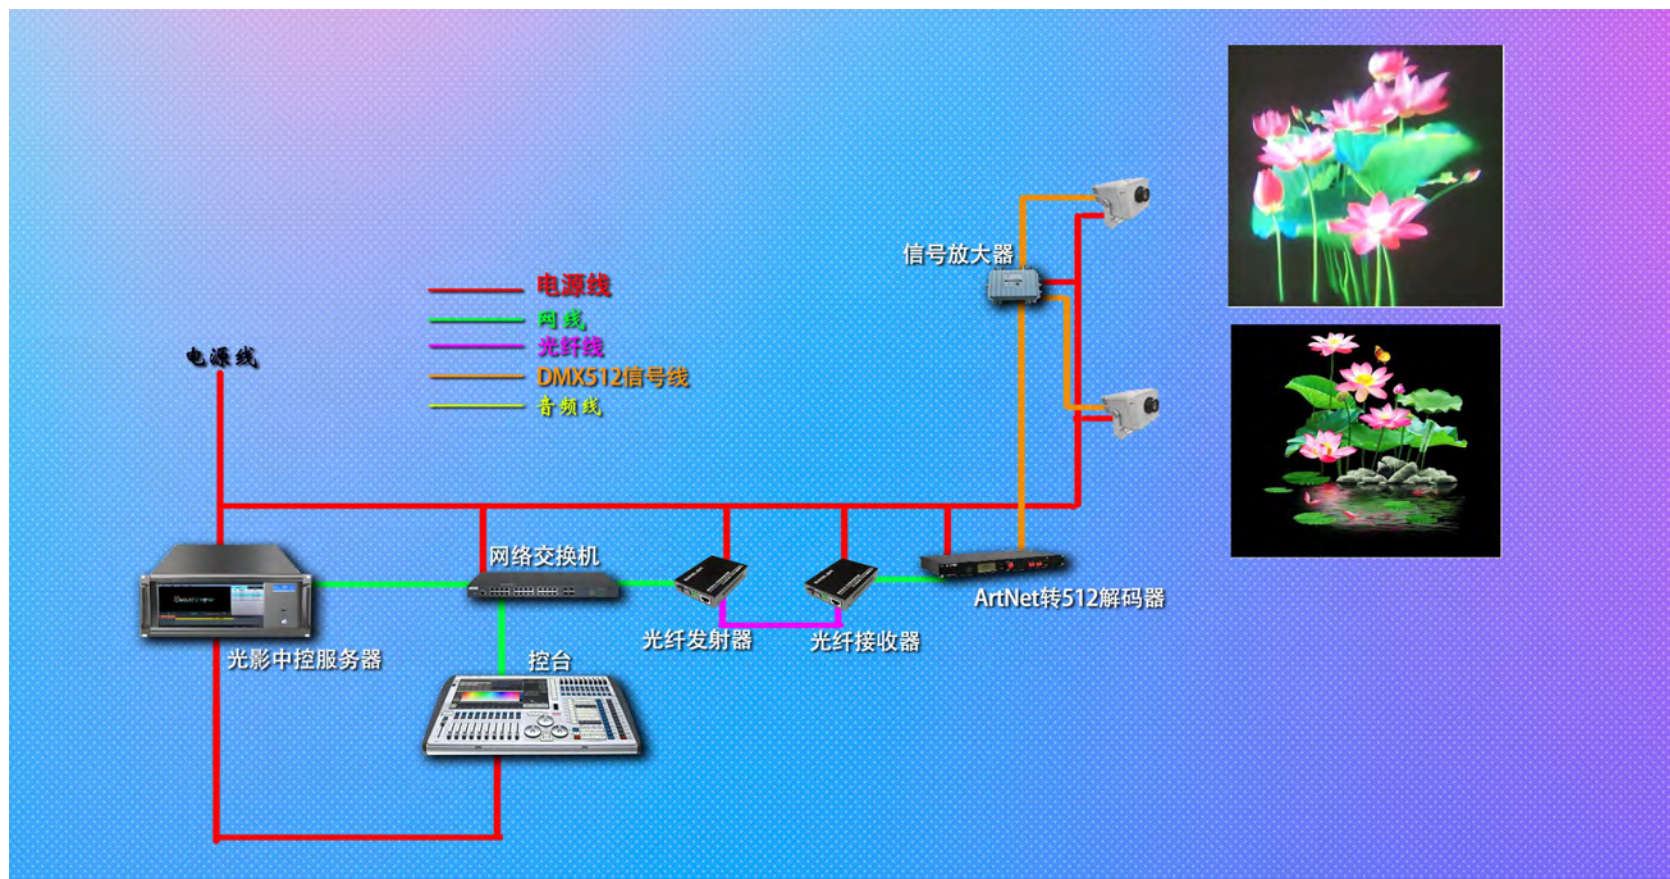 信号放大器
电源线
网线
光纤线
DMX512信号线
音频线
电源线
网络交换机
ArtNet转512解码器
光纤发射器
光纤接收器
光影中控服务器
控台